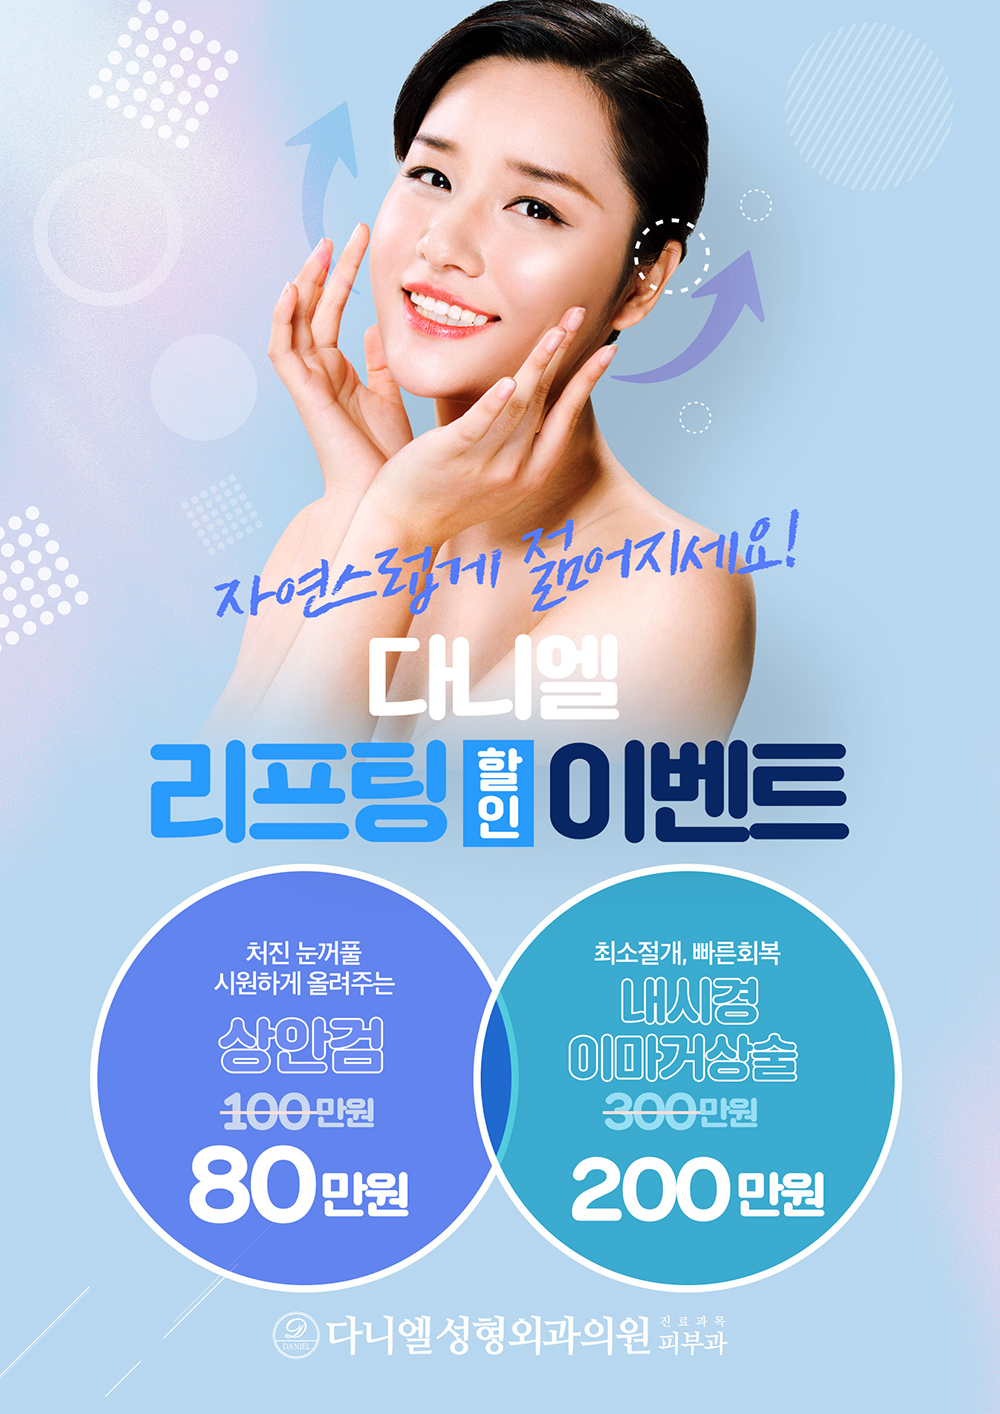 자연스럽게 젊어지세요!
다니엘
리프팅 할인 이벤트
처진 눈꺼풀
시원하게 올려주는
상안검
100만원
80만원
최소절개, 빠른회복
내시경
이마거상술
300만원
200만원
DANIEL 다니엘성형외과의원 진료과목 피부과